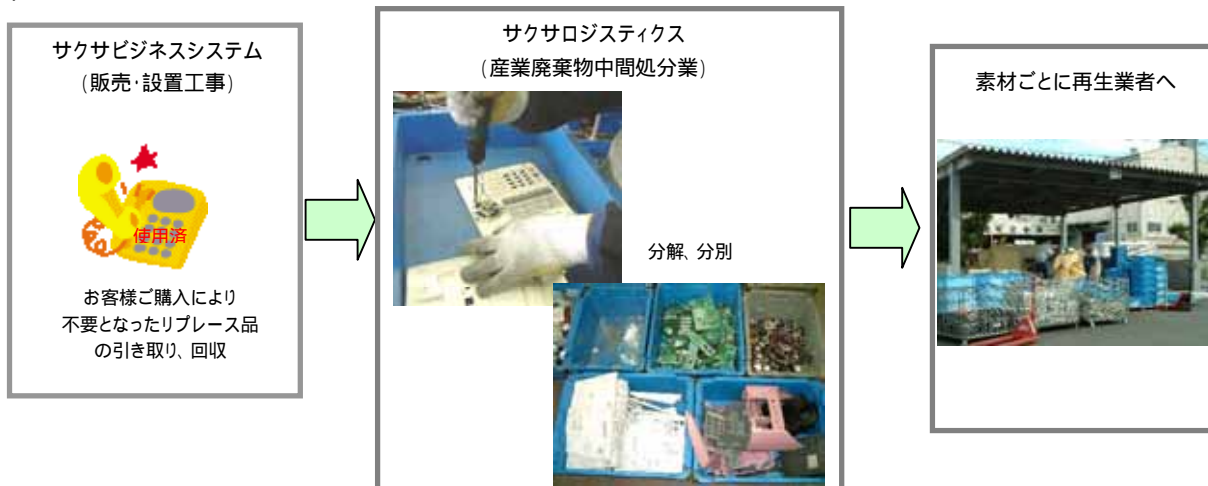 サクサビジネスシステム
(販売・設置工事)
使用済
お客様ご購入により
不要となったリプレース品
の引き取り、回収
サクサロジスティクス
(産業廃棄物中間処分業)
分解、分別
素材ごとに再生業者へ